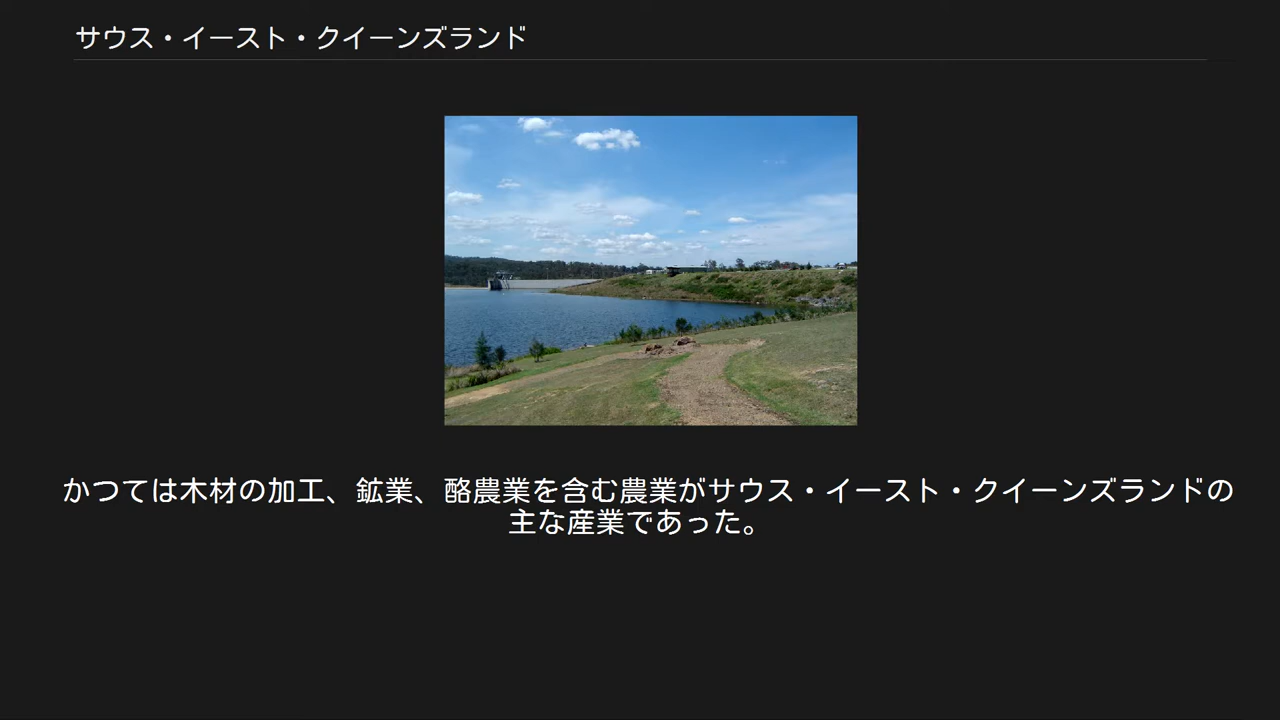 サウス・イースト・クイーンズランド
かつては木材の加工、鉱業、酪農業を含む農業がサウス・イースト・クイーンズランドの
主な産業であった。